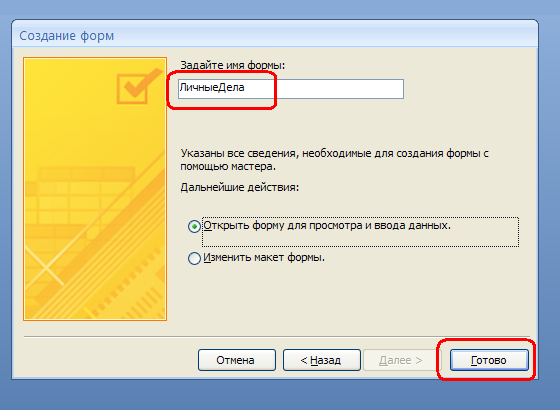 Создание форм
Задайте имя формы:
ЛичныеДела
Указаны все сведения, необходимые для создания формы с
помощью мастера.
Дальнейшие действия:
Открыть форму для просмотра и ввода данных.
Изменить макет формы.
Отмена < Назад Далее > Готово